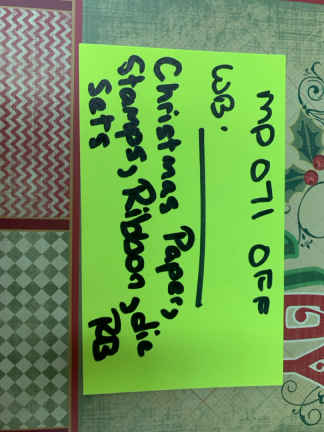 MP 071 OFF
WB.
Christmas Papers,
Stamps, Ribbon, die
sets
RB